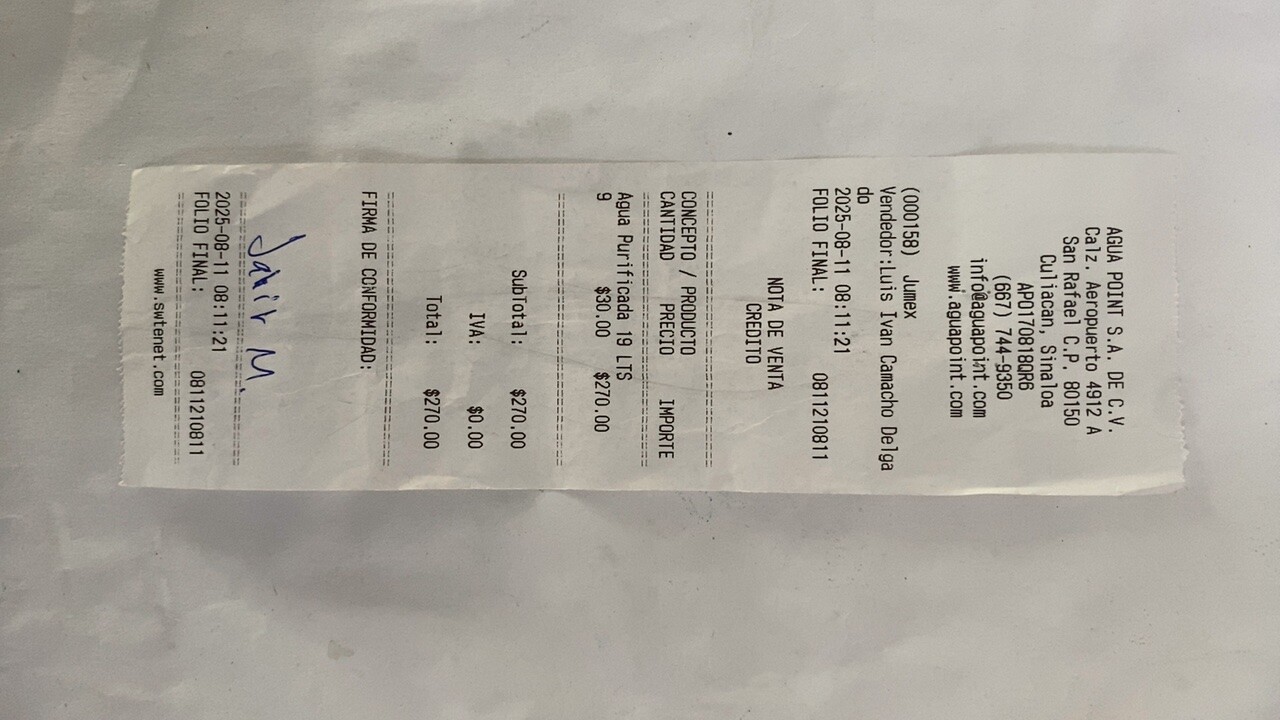 AGUA POINT S.A. DE C.V.
Calz. Aeropuerto 4912 A
San Rafael C.P. 80150
Culiacan, Sinaloa
APO170818QR6
(667) 744-9350
info@aguapoint.com
www.aguapoint.com
(000158) Jumex
Vendedor:Luis Ivan Camacho Delga
do
2025-08-11 08:11:21
FOLIO FINAL: 0811210811
NOTA DE VENTA
CREDITO
================================
CONCEPTO / PRODUCTO
CANTIDAD PRECIO IMPORTE
================================
Agua Purificada 19 LTS
9 $30.00 $270.00
================================
SubTotal: $270.00
IVA: $0.00
Total: $270.00
================================
FIRMA DE CONFORMIDAD:
Jahir M.
================================
2025-08-11 08:11:21
FOLIO FINAL: 0811210811
================================
www.swtenet.com